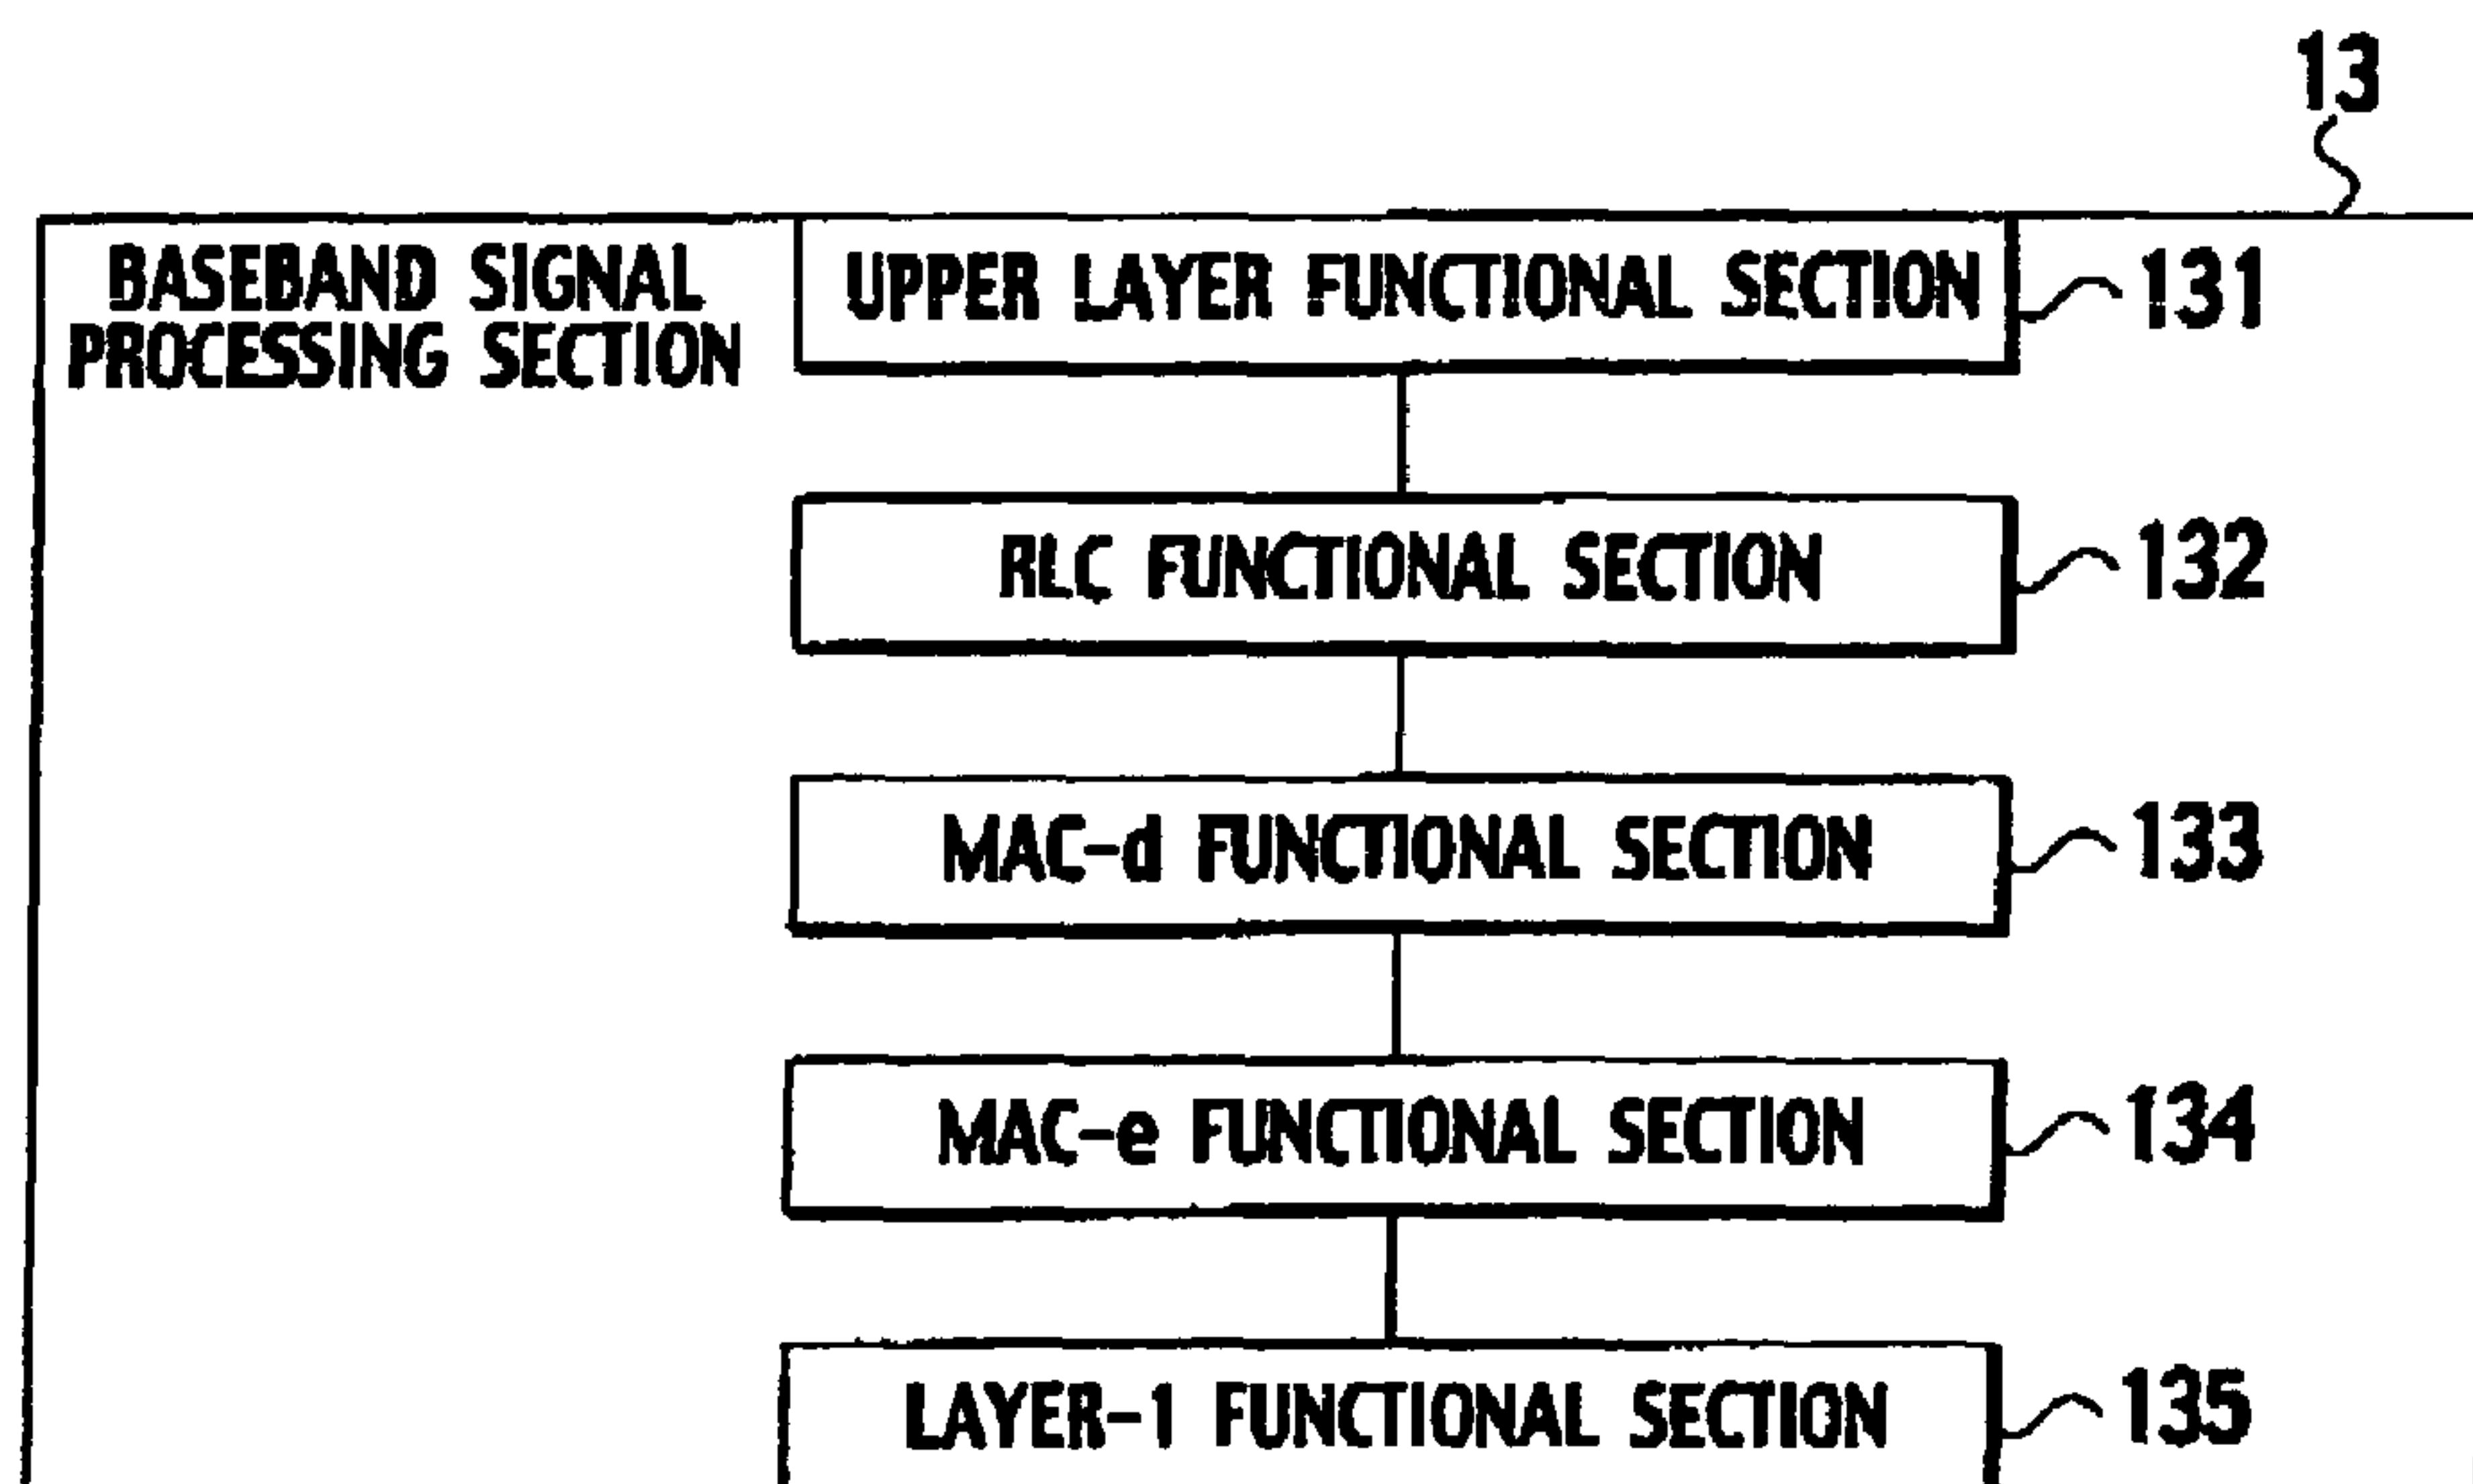 13
BASEBAND SIGNAL
PROCESSING SECTION
UPPER LAYER FUNCTIONAL SECTION
131
RLC FUNCTIONAL SECTION
132
MAC-d FUNCTIONAL SECTION
133
MAC-e FUNCTIONAL SECTION
134
LAYER-1 FUNCTIONAL SECTION
135